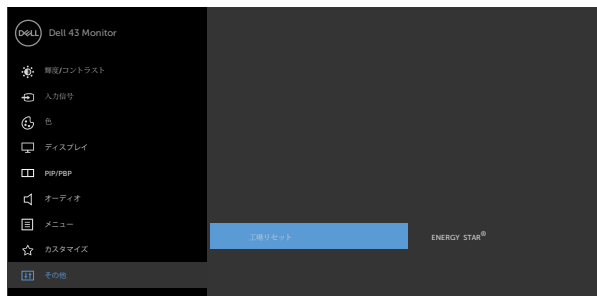 DELL
Dell 43 Monitor
輝度/コントラスト
入力信号
色
ディスプレイ
PIP/PBP
オーディオ
メニュー
工場リセット ENERGY STAR®
カスタマイズ
その他